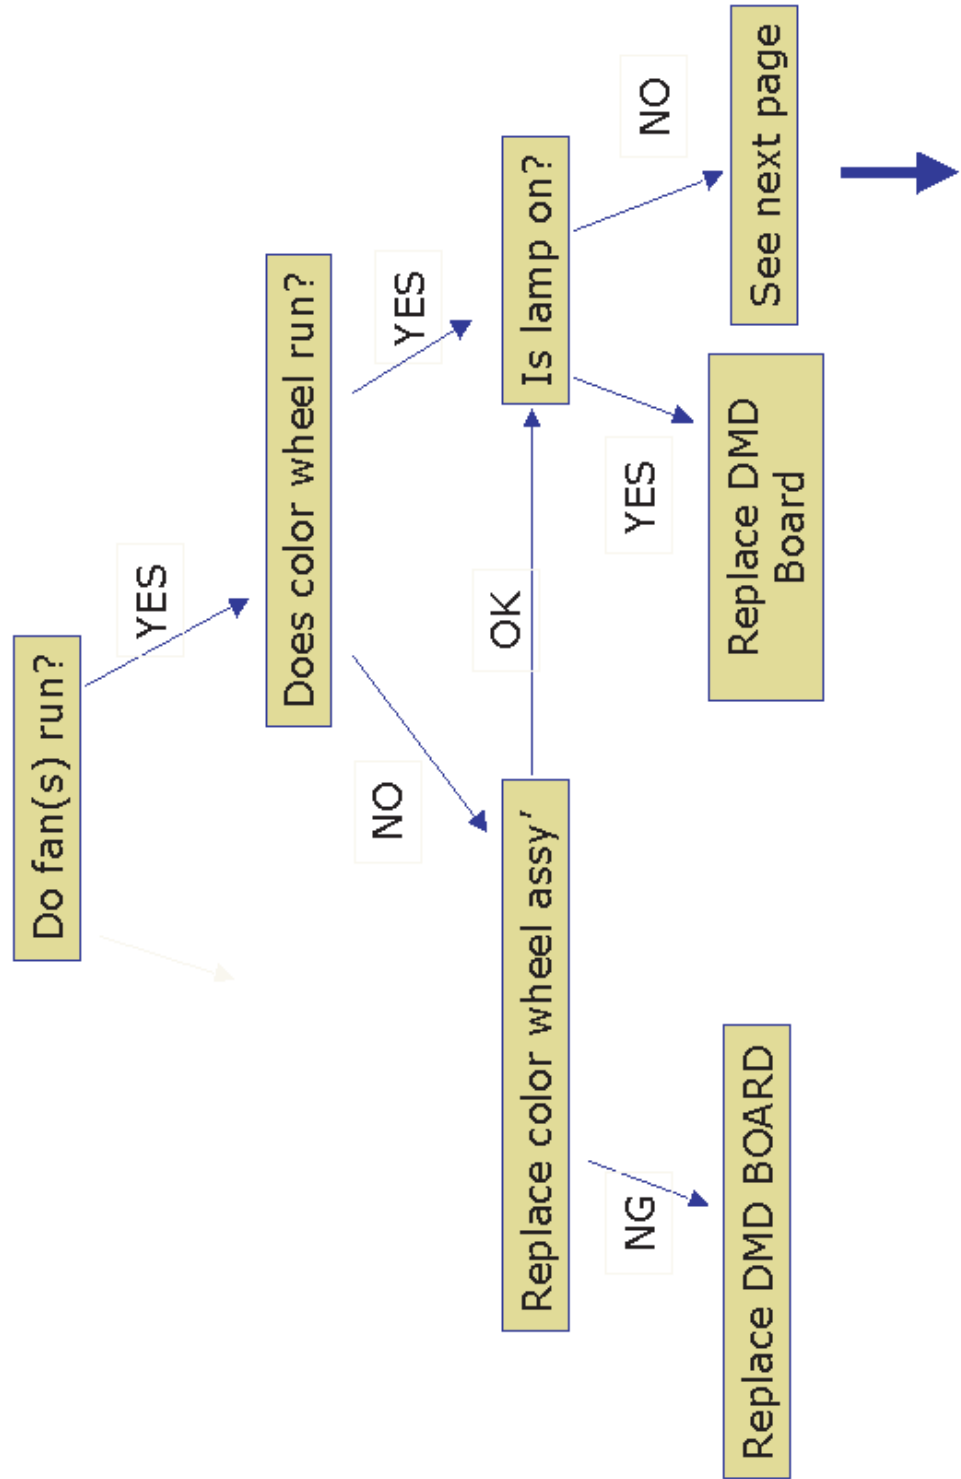 Do fan(s) run?
YES
Does color wheel run?
NO
YES
Replace color wheel assy’
OK
Is lamp on?
NG
YES
NO
Replace DMD BOARD
Replace DMD
Board
See next page